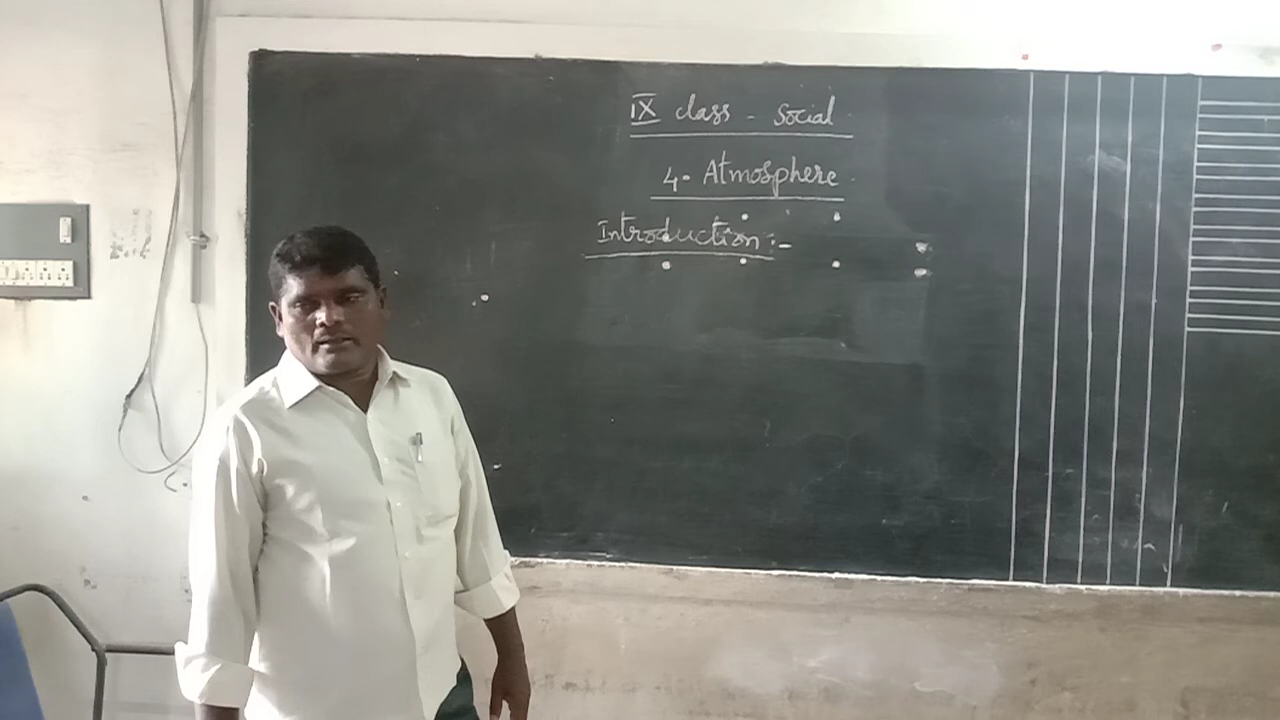 IX class - Social
4. Atmosphere
Introduction :-